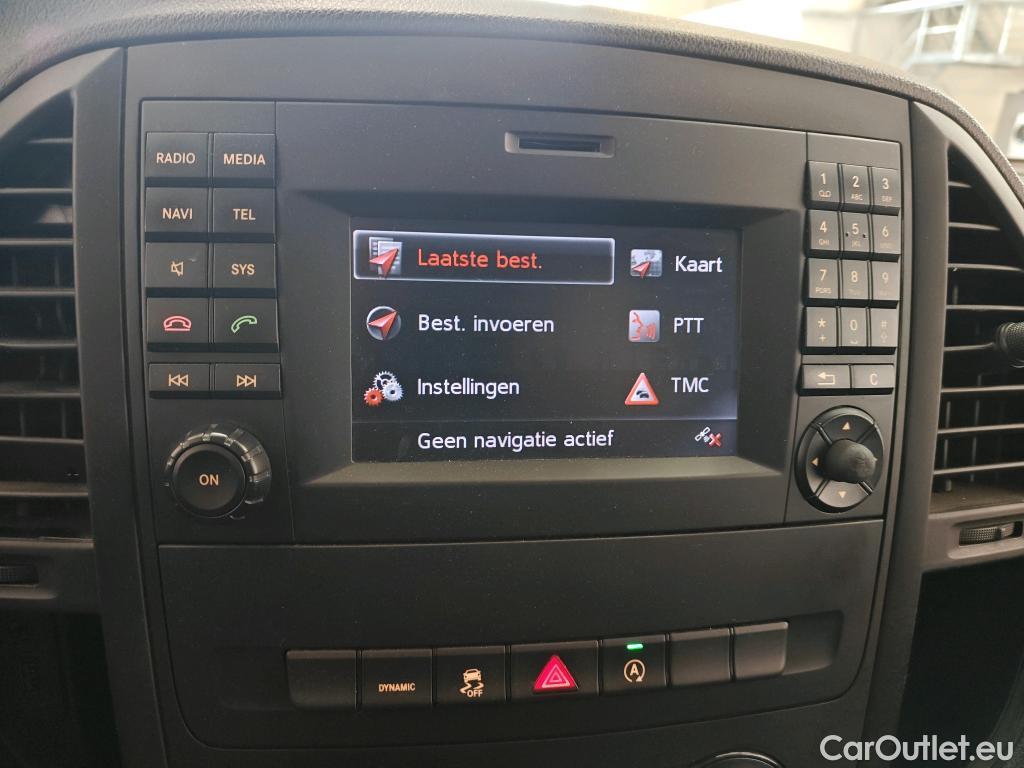 RADIO MEDIA
NAVI TEL
SYS
ON
Laatste best. Kaart
Best. invoeren PTT
Instellingen TMC
Geen navigatie actief
1 2 3
ABC DEF
4 5 6
GHI JKL MNO
7 8 9
PQRS TUV WXYZ
* 0 #
+
C
DYNAMIC
OFF
A
CarOutlet.eu